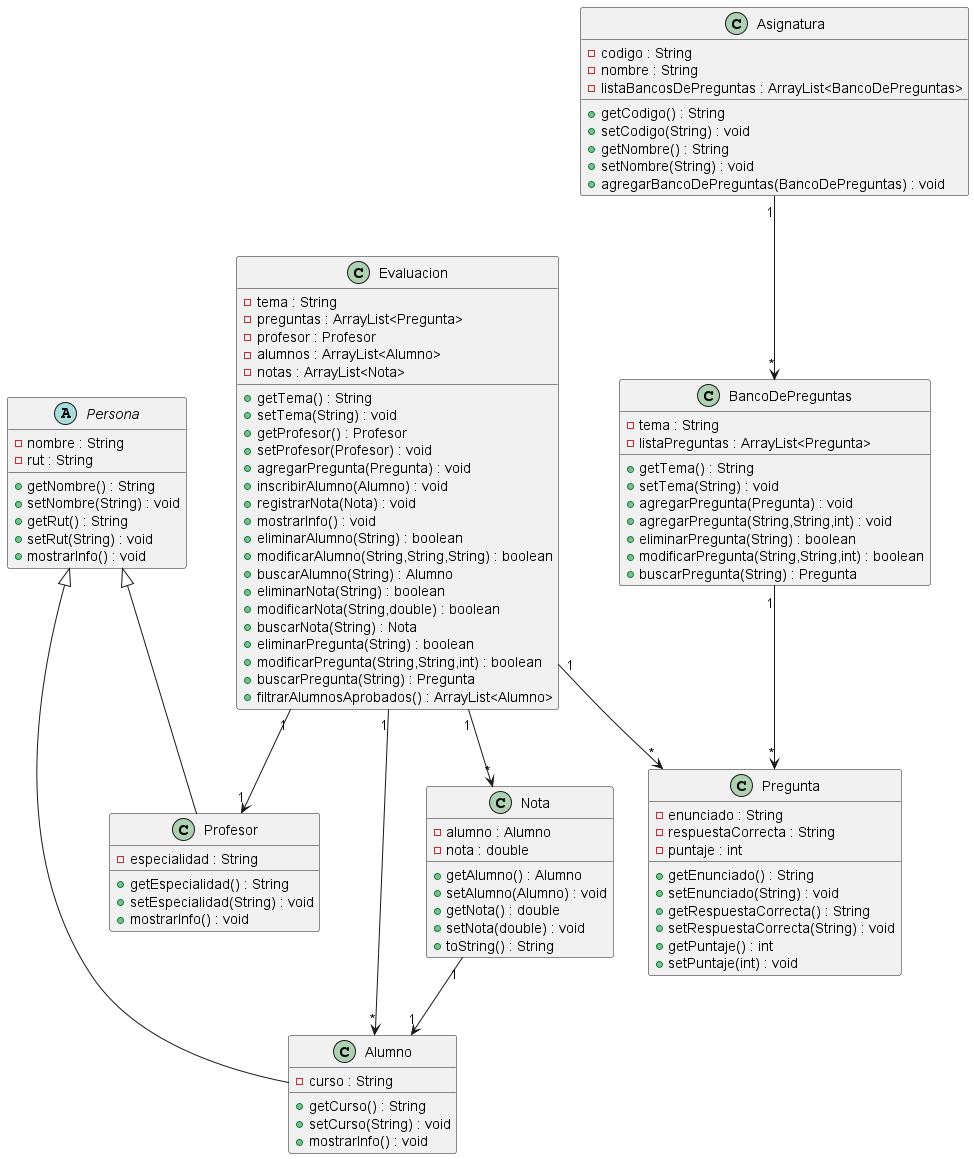 C Asignatura
codigo : String
nombre : String
listaBancosDePreguntas : ArrayList<BancoDePreguntas>
getCodigo() : String
setCodigo(String) : void
getNombre() : String
setNombre(String) : void
agregarBancoDePreguntas(BancoDePreguntas) : void
1
*
C Evaluacion
tema : String
preguntas : ArrayList<Pregunta>
profesor : Profesor
alumnos : ArrayList<Alumno>
notas : ArrayList<Nota>
getTema() : String
setTema(String) : void
getProfesor() : Profesor
setProfesor(Profesor) : void
agregarPregunta(Pregunta) : void
inscribirAlumno(Alumno) : void
registrarNota(Nota) : void
mostrarInfo() : void
eliminarAlumno(String) : boolean
modificarAlumno(String,String,String) : boolean
buscarAlumno(String) : Alumno
eliminarNota(String) : boolean
modificarNota(String,double) : boolean
buscarNota(String) : Nota
eliminarPregunta(String) : boolean
modificarPregunta(String,String,int) : boolean
buscarPregunta(String) : Pregunta
filtrarAlumnosAprobados() : ArrayList<Alumno>
C BancoDePreguntas
tema : String
listaPreguntas : ArrayList<Pregunta>
getTema() : String
setTema(String) : void
agregarPregunta(Pregunta) : void
agregarPregunta(String,String,int) : void
eliminarPregunta(String) : boolean
modificarPregunta(String,String,int) : boolean
buscarPregunta(String) : Pregunta
A Persona
nombre : String
rut : String
getNombre() : String
setNombre(String) : void
getRut() : String
setRut(String) : void
mostrarInfo() : void
1
1
1
1
1
1
*
*
*
*
C Profesor
especialidad : String
getEspecialidad() : String
setEspecialidad(String) : void
mostrarInfo() : void
C Nota
alumno : Alumno
nota : double
getAlumno() : Alumno
setAlumno(Alumno) : void
getNota() : double
setNota(double) : void
toString() : String
C Pregunta
enunciado : String
respuestaCorrecta : String
puntaje : int
getEnunciado() : String
setEnunciado(String) : void
getRespuestaCorrecta() : String
setRespuestaCorrecta(String) : void
getPuntaje() : int
setPuntaje(int) : void
1
1
C Alumno
curso : String
getCurso() : String
setCurso(String) : void
mostrarInfo() : void